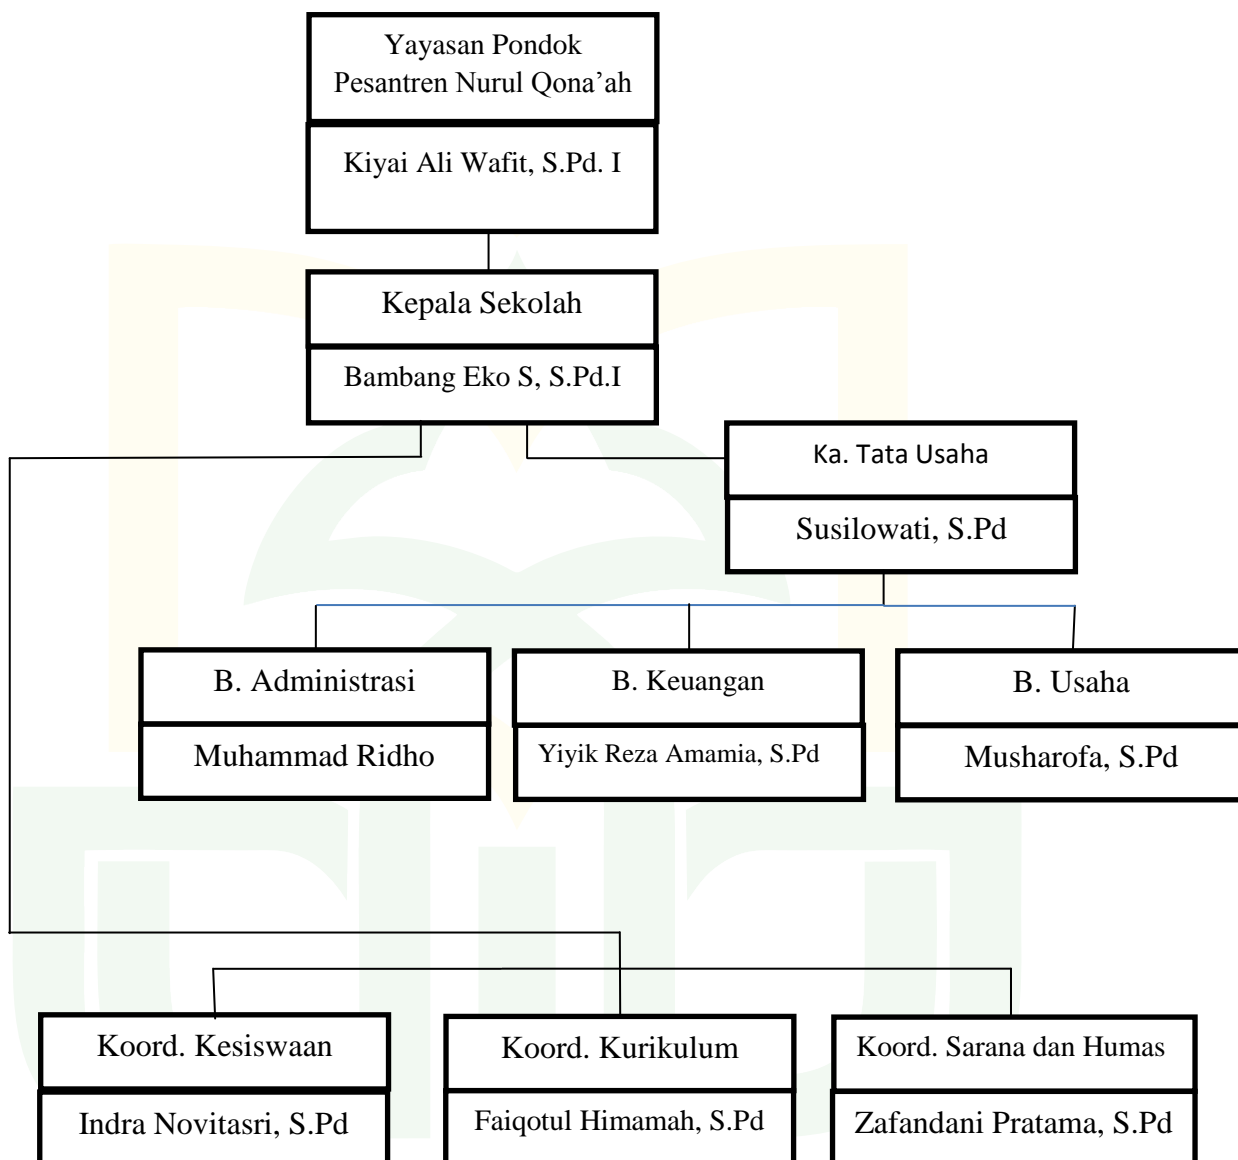 Yayasan Pondok
Pesantren Nurul Qona’ah
Kiyai Ali Wafit, S.Pd. I
Kepala Sekolah
Bambang Eko S, S.Pd.I
Ka. Tata Usaha
Susilowati, S.Pd
B. Administrasi
Muhammad Ridho
B. Keuangan
Yiyik Reza Amamia, S.Pd
B. Usaha
Musharofa, S.Pd
Koord. Kesiswaan
Indra Novitasri, S.Pd
Koord. Kurikulum
Faiqotul Himamah, S.Pd
Koord. Sarana dan Humas
Zafandani Pratama, S.Pd